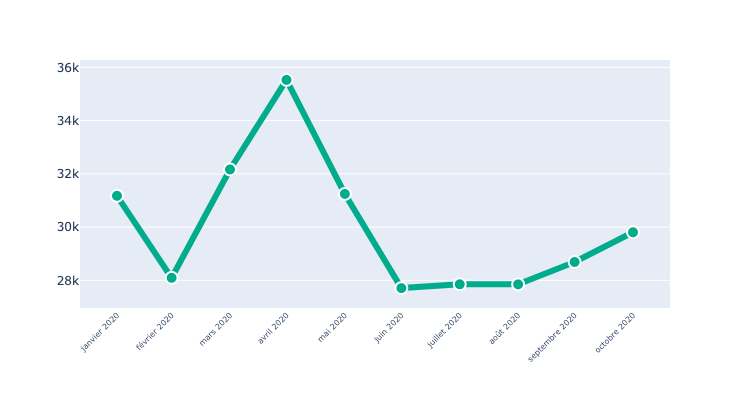 36k
34k
32k
30k
28k
janvier 2020
février 2020
mars 2020
avril 2020
mai 2020
juin 2020
juillet 2020
août 2020
septembre 2020
octobre 2020